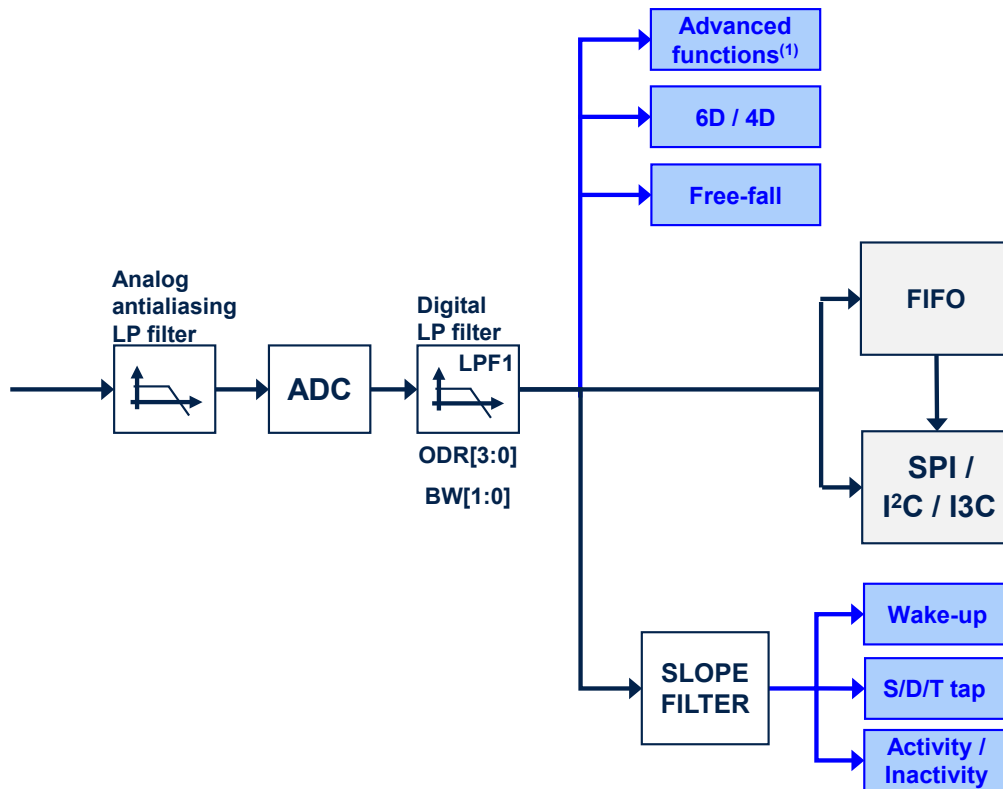 Advanced
functions(1)
6D / 4D
Free-fall
Analog
antialiasing
LP filter
Digital
LP filter
LPF1
ADC
ODR[3:0]
BW[1:0]
FIFO
SPI /
I²C / I3C
SLOPE
FILTER
Wake-up
S/D/T tap
Activity /
Inactivity